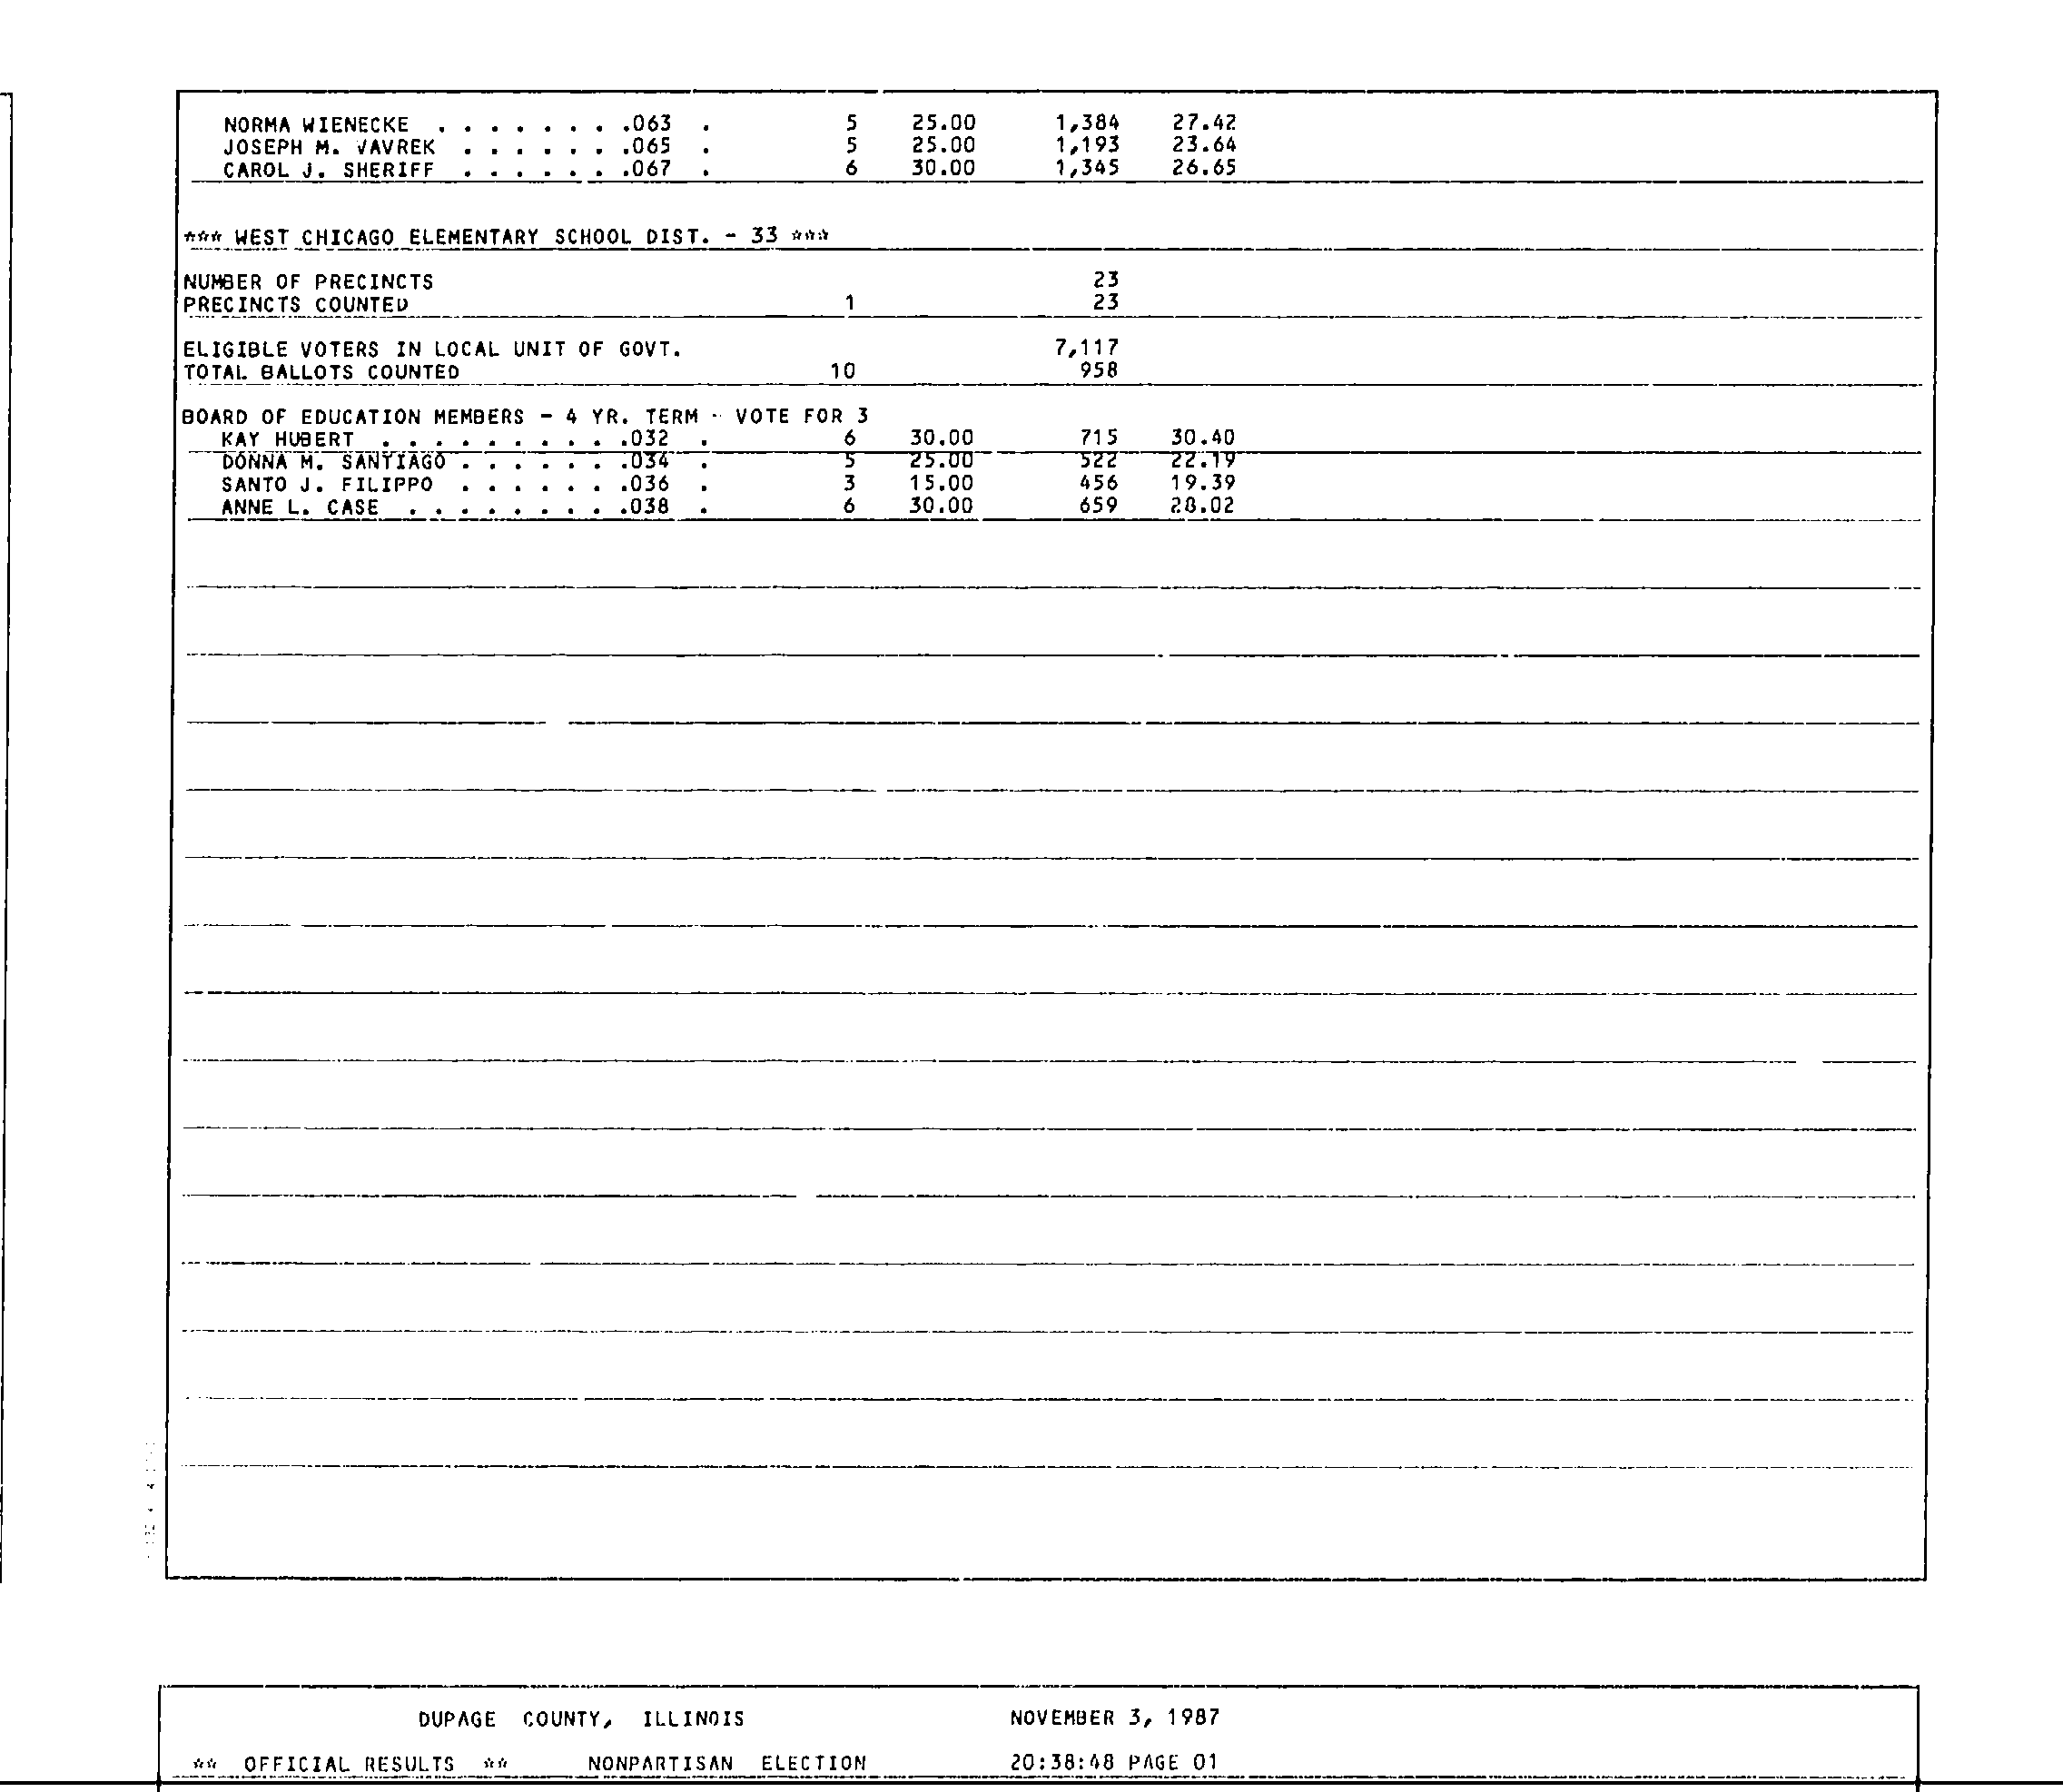 NORMA WIENECKE . . . . . . . .063 . 5 25.00 1,384 27.42
JOSEPH M. VAVREK . . . . . . .065 . 5 25.00 1,193 23.64
CAROL J. SHERIFF . . . . . . .067 . 6 30.00 1,345 26.65
*** WEST CHICAGO ELEMENTARY SCHOOL DIST. - 33 ***
NUMBER OF PRECINCTS 23
PRECINCTS COUNTED 1 23
ELIGIBLE VOTERS IN LOCAL UNIT OF GOVT. 7,117
TOTAL BALLOTS COUNTED 10 958
BOARD OF EDUCATION MEMBERS - 4 YR. TERM - VOTE FOR 3
KAY HUBERT . . . . . . . . . .032 . 6 30.00 715 30.40
DONNA M. SANTIAGO . . . . . . .034 . 5 25.00 522 22.19
SANTO J. FILIPPO . . . . . . .036 . 3 15.00 456 19.39
ANNE L. CASE . . . . . . . . .038 . 6 30.00 659 28.02
DUPAGE COUNTY, ILLINOIS NOVEMBER 3, 1987
** OFFICIAL RESULTS ** NONPARTISAN ELECTION 20:38:48 PAGE 01